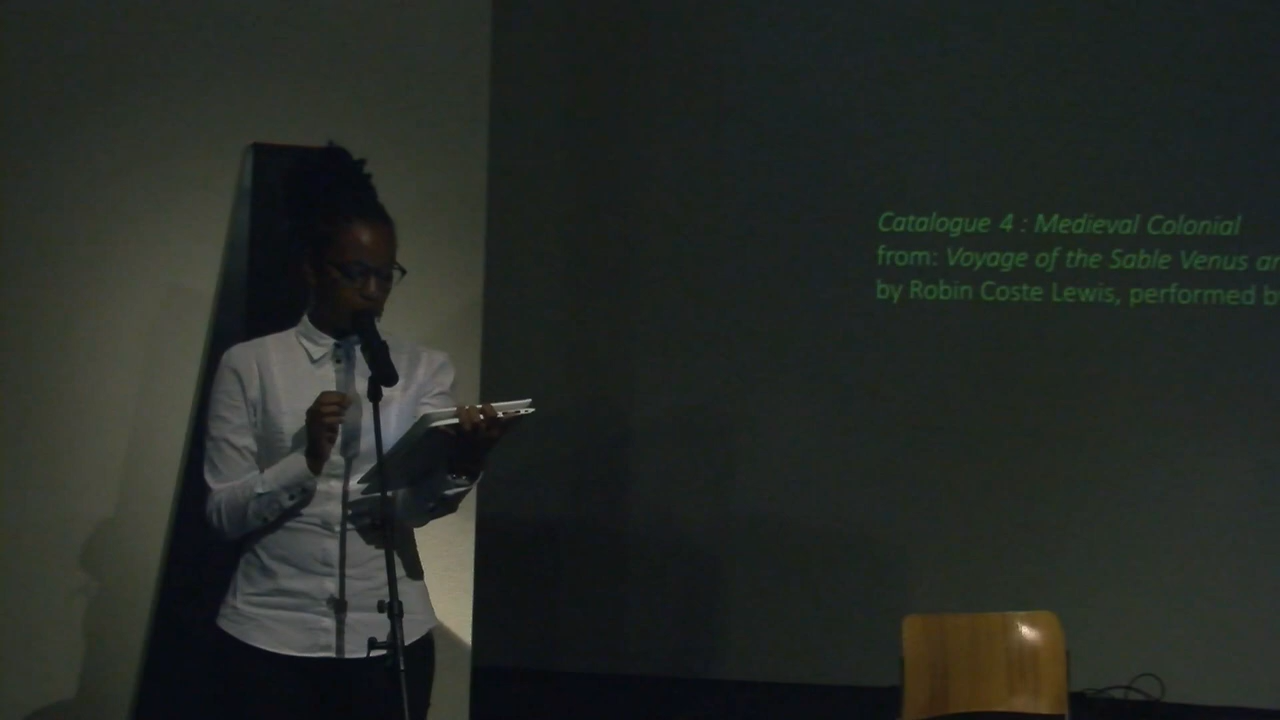 Catalogue 4 : Medieval Colonial
from: Voyage of the Sable Venus
by Robin Coste Lewis, performed